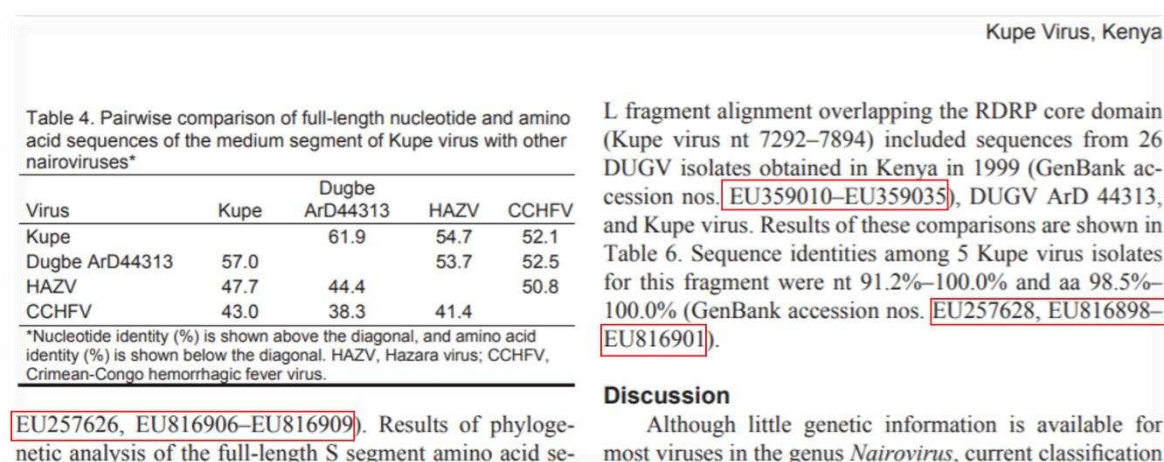 Kupe Virus, Kenya
Table 4. Pairwise comparison of full-length nucleotide and amino
acid sequences of the medium segment of Kupe virus with other
nairoviruses*
Dugbe
Virus Kupe ArD44313 HAZV CCHFV
Kupe 61.9 54.7 52.1
Dugbe ArD44313 57.0 53.7 52.5
HAZV 47.7 44.4 50.8
CCHFV 43.0 38.3 41.4
*Nucleotide identity (%) is shown above the diagonal, and amino acid
identity (%) is shown below the diagonal. HAZV, Hazara virus; CCHFV,
Crimean-Congo hemorrhagic fever virus.
EU257626, EU816906–EU816909). Results of phyloge-
netic analysis of the full-length S segment amino acid se-
L fragment alignment overlapping the RDRP core domain
(Kupe virus nt 7292–7894) included sequences from 26
DUGV isolates obtained in Kenya in 1999 (GenBank ac-
cession nos. EU359010–EU359035), DUGV ArD 44313,
and Kupe virus. Results of these comparisons are shown in
Table 6. Sequence identities among 5 Kupe virus isolates
for this fragment were nt 91.2%–100.0% and aa 98.5%–
100.0% (GenBank accession nos. EU257628, EU816898–
EU816901).
Discussion
Although little genetic information is available for
most viruses in the genus Nairovirus, current classification